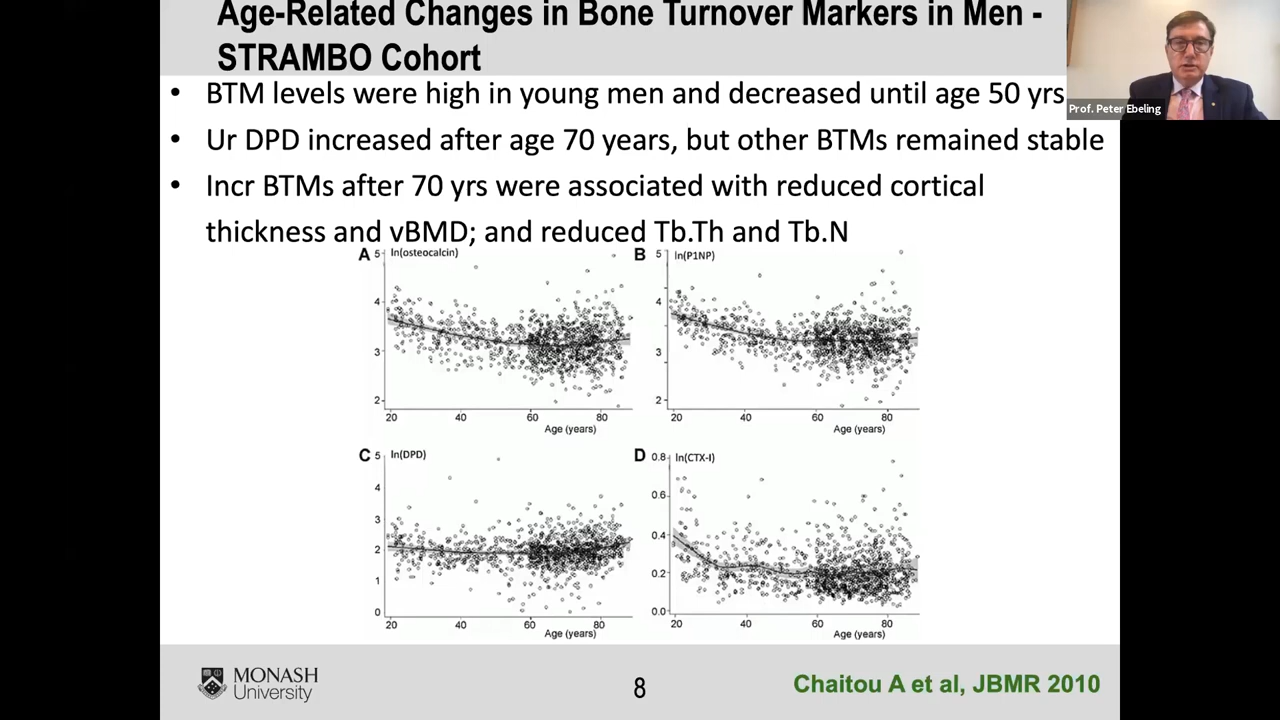 Age-Related Changes in Bone Turnover Markers in Men -
STRAMBO Cohort
Prof. Peter Ebeling
• BTM levels were high in young men and decreased until age 50 yrs
• Ur DPD increased after age 70 years, but other BTMs remained stable
• Incr BTMs after 70 yrs were associated with reduced cortical
thickness and vBMD; and reduced Tb.Th and Tb.N
A 5 ln(osteocalcin)
4
3
2
20 40 60 80
Age (years)
B 5 ln(P1NP)
4
3
2
20 40 60 80
Age (years)
C 5 ln(DPD)
4
3
2
1
0
20 40 60 80
Age (years)
D 0.8 ln(CTX-I)
0.6
0.4
0.2
0.0
20 40 60 80
Age (years)
MONASH
University
8
Chaitou A et al, JBMR 2010